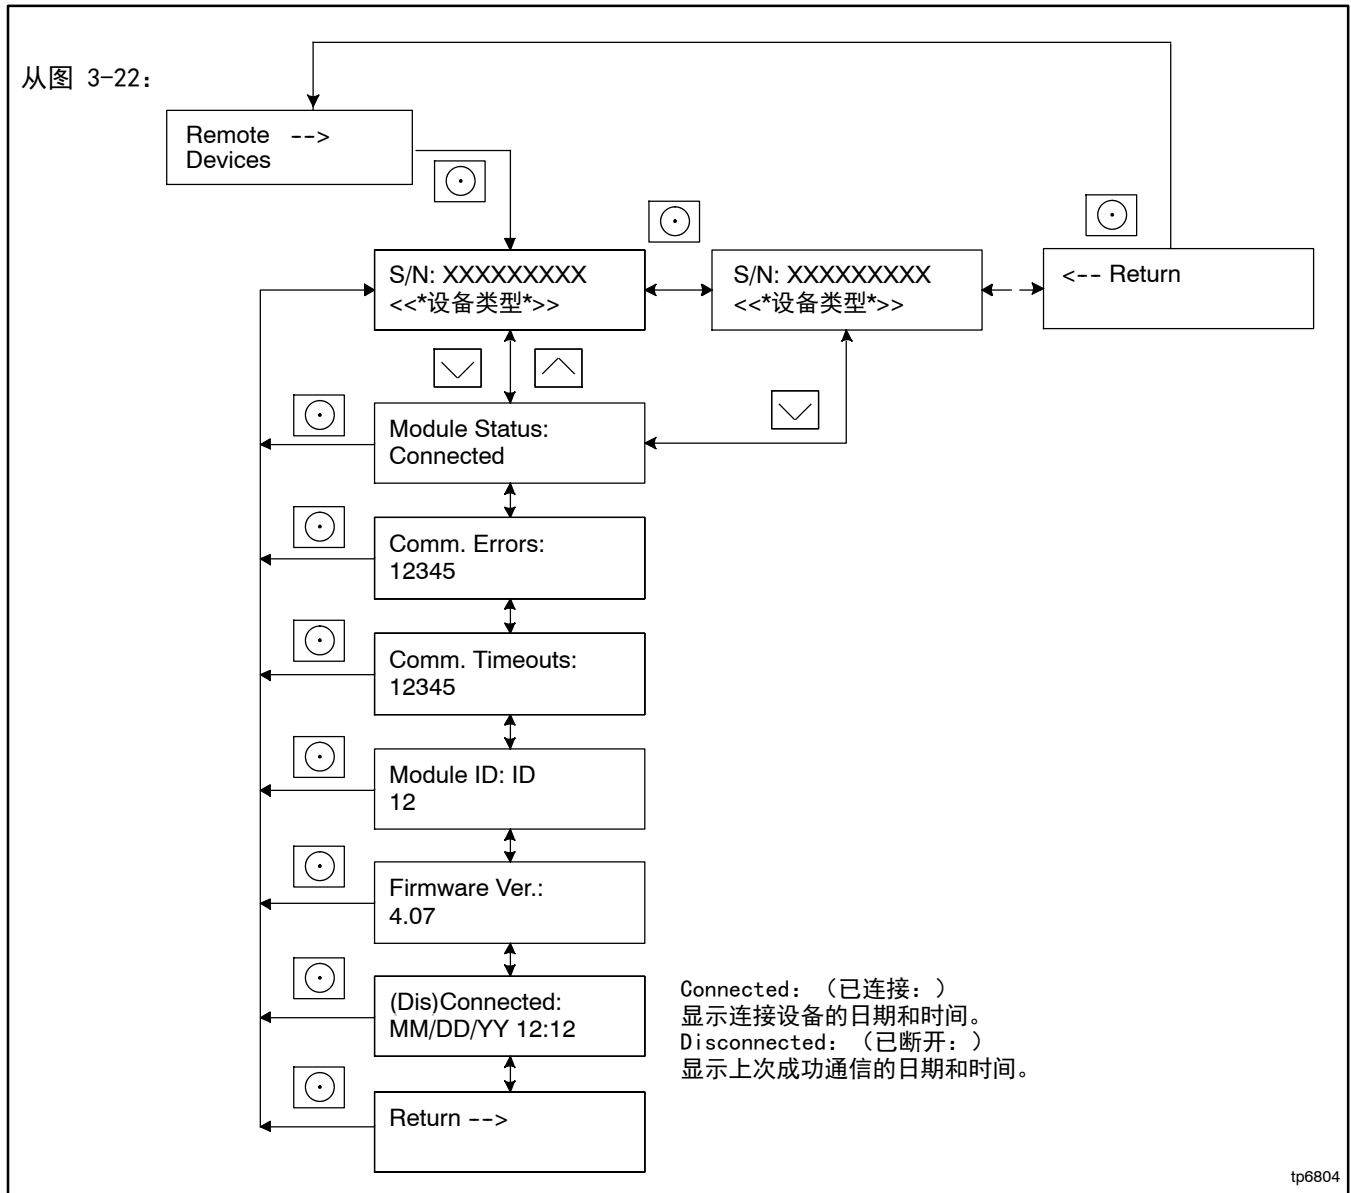 从图 3-22：
Remote -->
Devices
S/N: XXXXXXXXX
<<*设备类型*>>
S/N: XXXXXXXXX
<<*设备类型*>>
<-- Return
Module Status:
Connected
Comm. Errors:
12345
Comm. Timeouts:
12345
Module ID: ID
12
Firmware Ver.:
4.07
(Dis)Connected:
MM/DD/YY 12:12
Connected：（已连接：）
显示连接设备的日期和时间。
Disconnected：（已断开：）
显示上次成功通信的日期和时间。
Return -->
tp6804